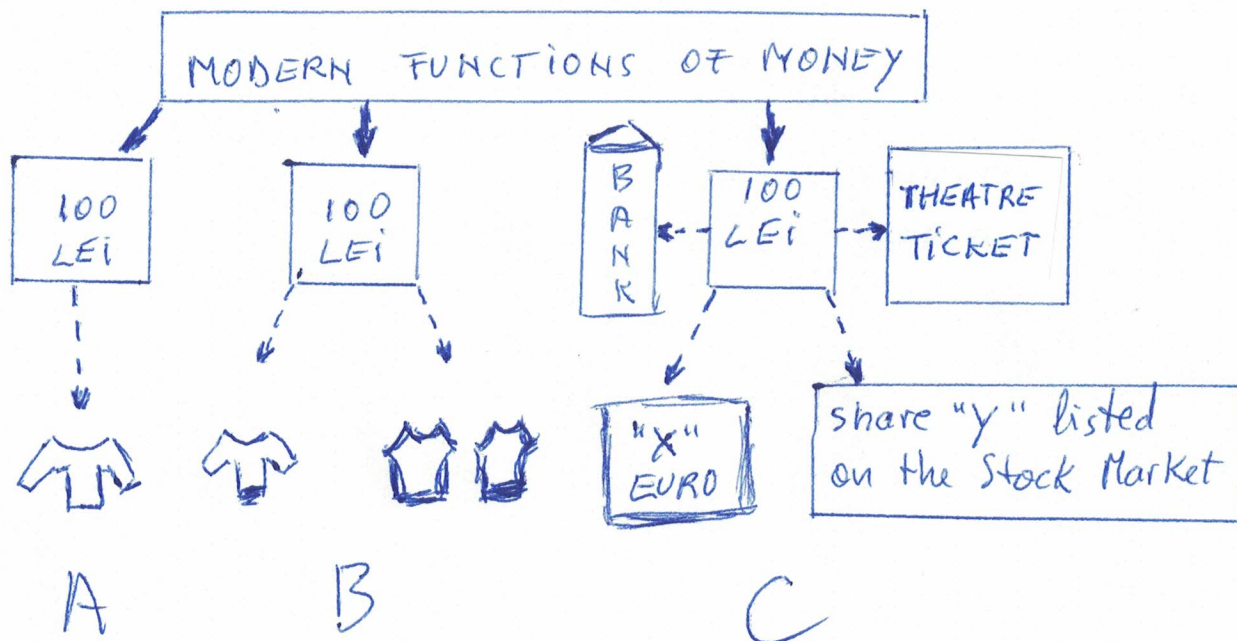 MODERN FUNCTIONS OF MONEY
100
LEI
100
LEI
BANK
100
LEI
THEATRE
TICKET
"X"
EURO
share "y" listed
on the Stock Market
A
B
C